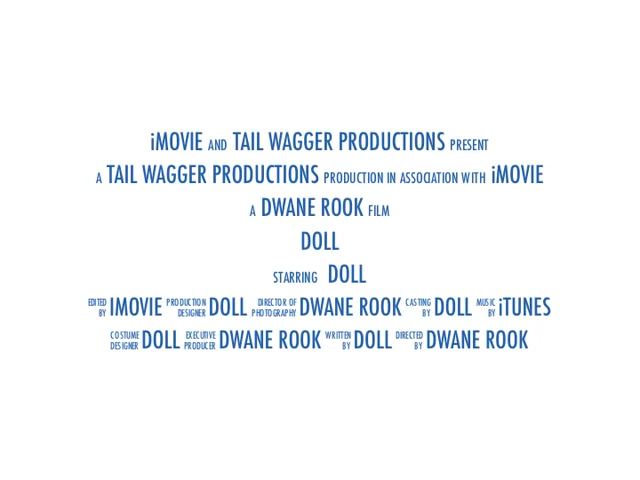 iMOVIE AND TAIL WAGGER PRODUCTIONS PRESENT
A TAIL WAGGER PRODUCTIONS PRODUCTION IN ASSOCIATION WITH iMOVIE
A DWANE ROOK FILM
DOLL
STARRING DOLL
EDITED BY IMOVIE PRODUCTION DESIGNER DOLL DIRECTOR OF PHOTOGRAPHY DWANE ROOK CASTING BY DOLL MUSIC BY iTUNES
COSTUME DESIGNER DOLL EXECUTIVE PRODUCER DWANE ROOK WRITTEN BY DOLL DIRECTED BY DWANE ROOK